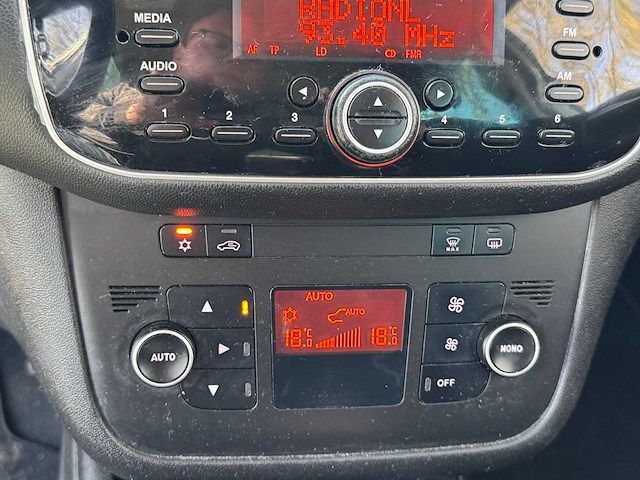 RADIONL
MEDIA
93.40 MHz
FM
AF TP LD CD FMA
AUDIO
AM
1 2 3 4 5 6
MAX
AUTO
AUTO
18.0°C 18.0°C
AUTO
MONO
OFF